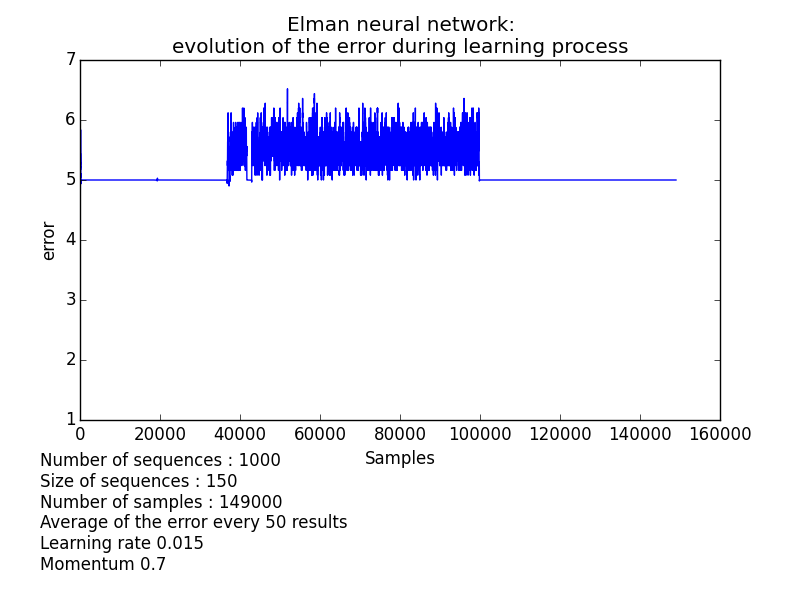 Elman neural network:
evolution of the error during learning process
7
6
5
4
3
2
1
error
0 20000 40000 60000 80000 100000 120000 140000 160000
Samples
Number of sequences : 1000
Size of sequences : 150
Number of samples : 149000
Average of the error every 50 results
Learning rate 0.015
Momentum 0.7